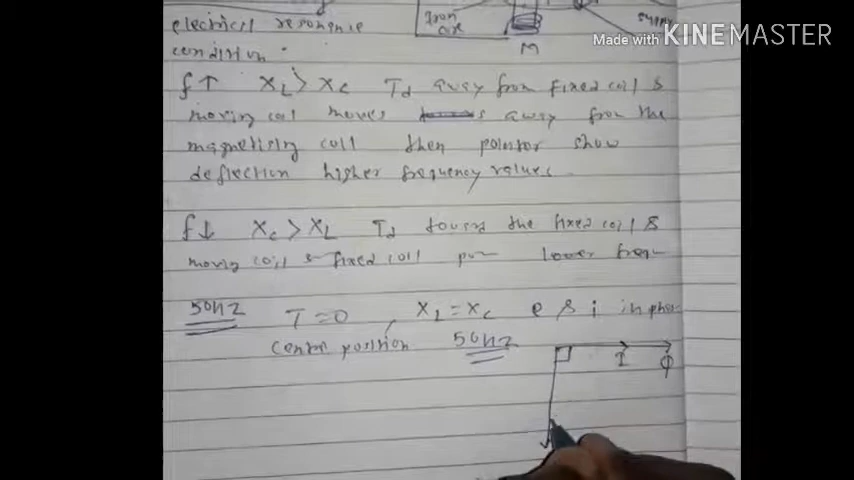 electrical resonance
condition.
Iron
core
M
supply
Made with KINEMASTER
f↑ XL > Xc Td away from fixed coil &
moving coil moves away from the
magnetising coil then pointer show
deflection higher frequency values.
f↓ Xc > XL Td toward the fixed coil &
moving coil & fixed coil lower freq
50HZ T=0, XL = Xc e & i in phase
centre position 50HZ
I
Φ